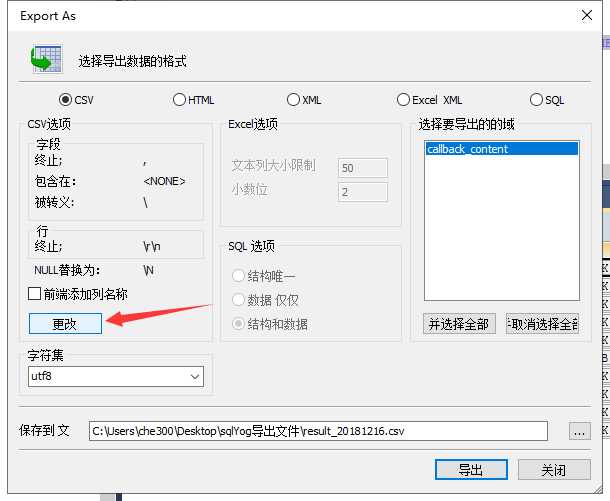 Export As
选择导出数据的格式
CSV
HTML
XML
Excel XML
SQL
CSV选项
字段
终止; ,
包含在: <NONE>
被转义: \
行
终止; \r\n
NULL替换为: \N
前端添加列名称
更改
字符集
utf8
Excel选项
文本列大小限制 50
小数位 2
SQL 选项
结构唯一
数据 仅仅
结构和数据
选择要导出的的域
callback_content
并选择全部
取消选择全部
保存到 文 C:\Users\che300\Desktop\sqlYog导出文件\result_20181216.csv
...
导出
关闭